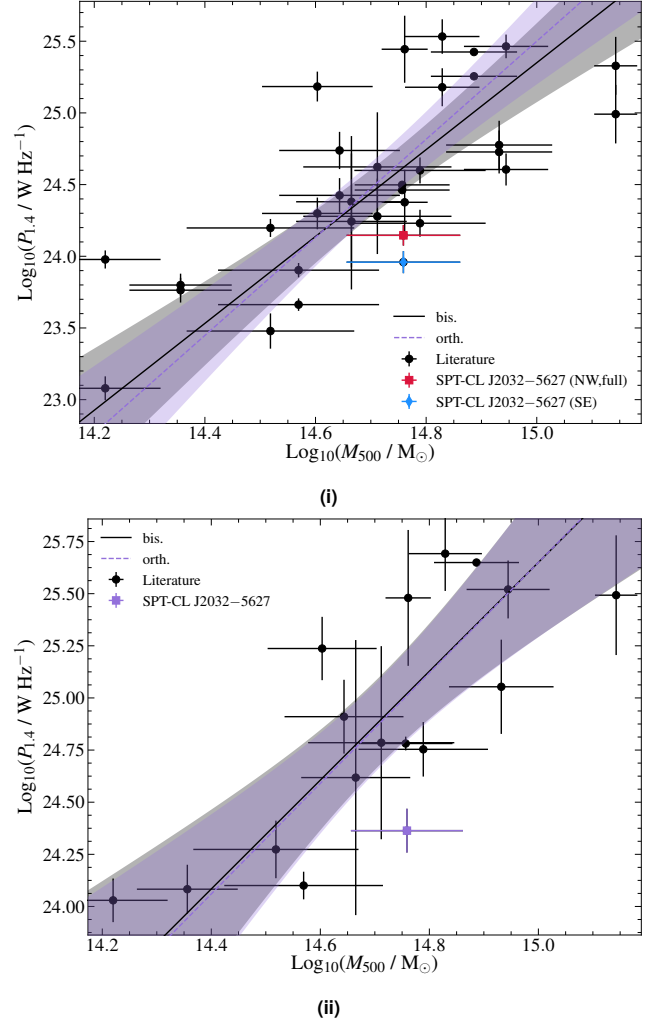 25.5
25.0
24.5
24.0
23.5
23.0
Log10(P1.4 / W Hz−1)
bis.
orth.
Literature
SPT-CL J2032−5627 (NW,full)
SPT-CL J2032−5627 (SE)
14.2 14.4 14.6 14.8 15.0
Log10(M500 / M⊙)
(i)
bis.
orth.
Literature
SPT-CL J2032−5627
25.75
25.50
25.25
25.00
24.75
24.50
24.25
24.00
Log10(P1.4 / W Hz−1)
14.2 14.4 14.6 14.8 15.0
Log10(M500 / M⊙)
(ii)